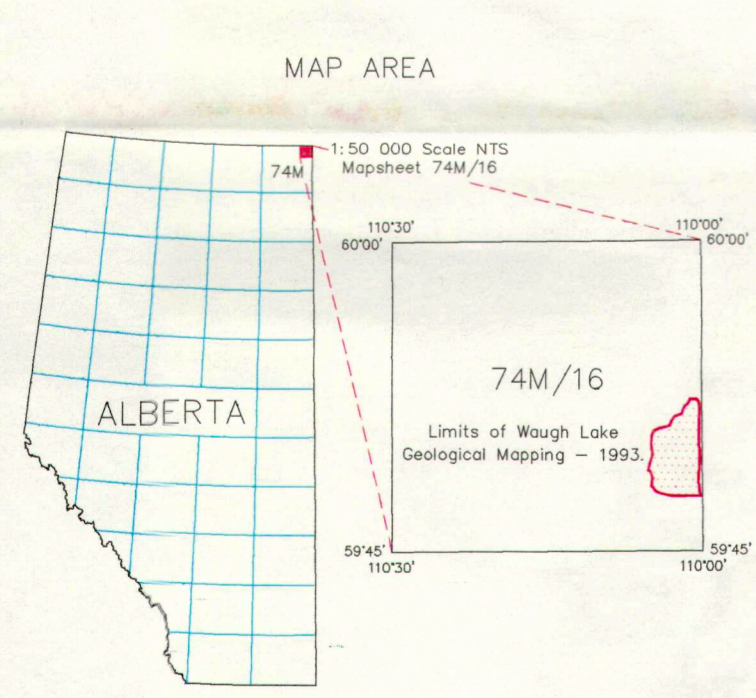 MAP AREA
1:50 000 Scale NTS
Mapsheet 74M/16
74M
110°30'
110°00'
60°00'
60°00'
74M/16
ALBERTA
Limits of Waugh Lake
Geological Mapping – 1993.
59°45'
59°45'
110°30'
110°00'